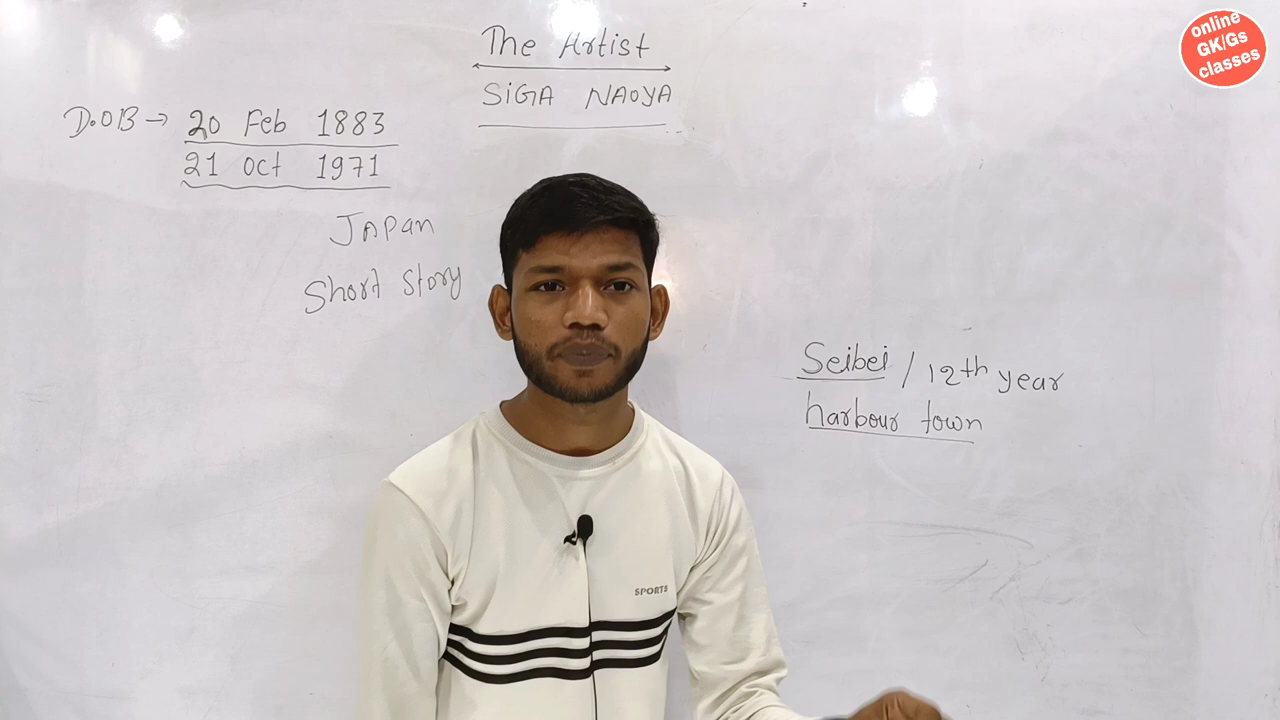 The Artist
SIGA NAOYA
D.OB → 20 Feb 1883
21 Oct 1971
Japan
Short Story
Seibei / 12th year
harbour town
SPORTS
online
GK/Gs
classes